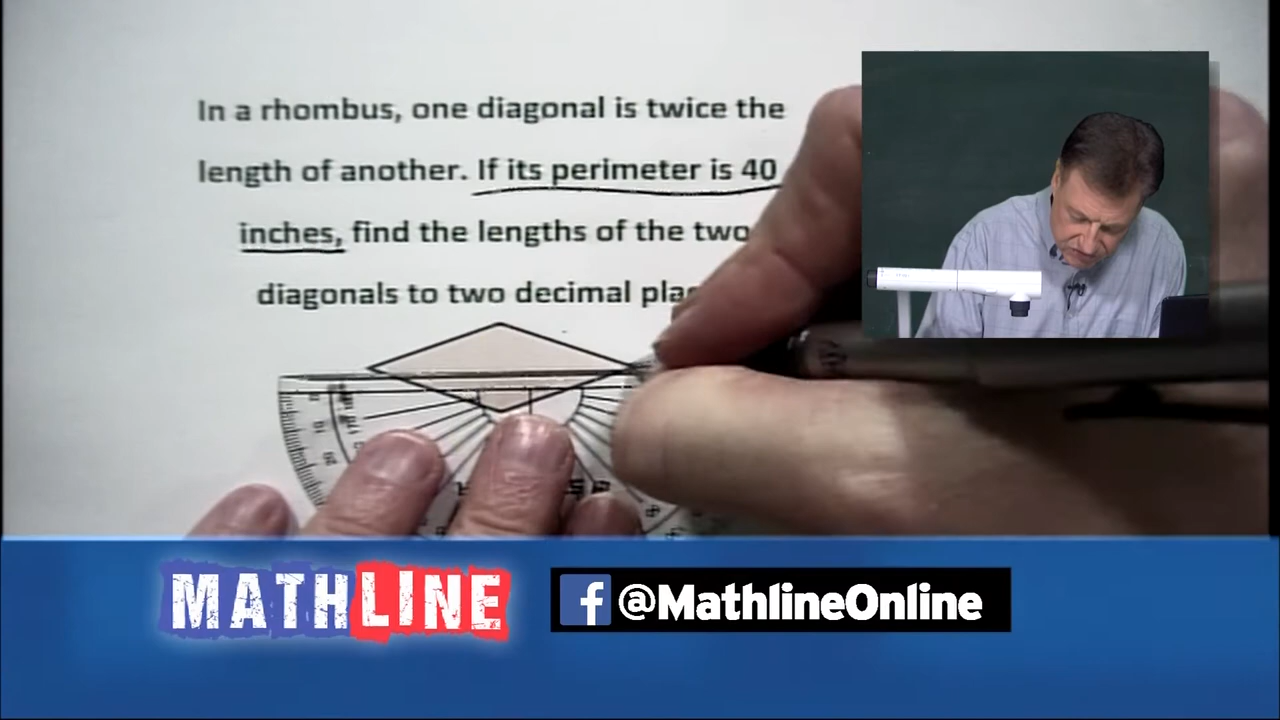 In a rhombus, one diagonal is twice the
length of another. If its perimeter is 40
inches, find the lengths of the two
diagonals to two decimal
MATHLINE
f @MathlineOnline